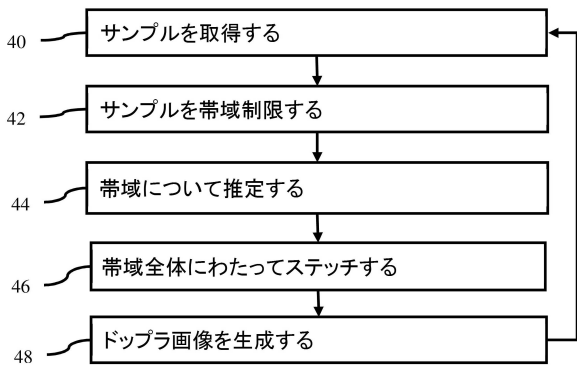 40 サンプルを取得する
42 サンプルを帯域制限する
44 帯域について推定する
46 帯域全体にわたってステッチする
48 ドップラ画像を生成する